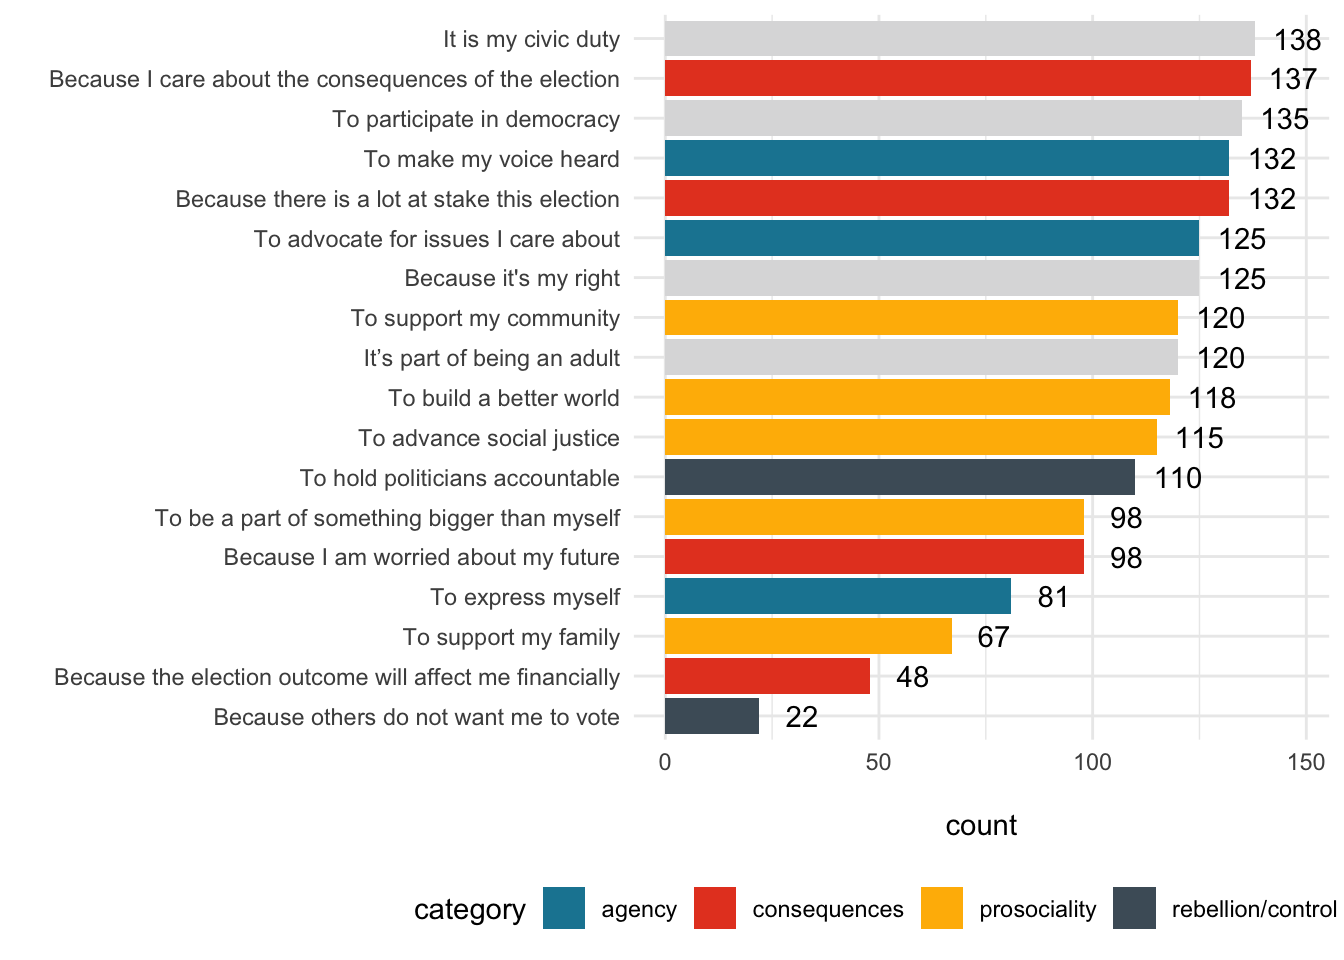 It is my civic duty 138
Because I care about the consequences of the election 137
To participate in democracy 135
To make my voice heard 132
Because there is a lot at stake this election 132
To advocate for issues I care about 125
Because it's my right 125
To support my community 120
It’s part of being an adult 120
To build a better world 118
To advance social justice 115
To hold politicians accountable 110
To be a part of something bigger than myself 98
Because I am worried about my future 98
To express myself 81
To support my family 67
Because the election outcome will affect me financially 48
Because others do not want me to vote 22
0 50 100 150
count
category agency consequences prosociality rebellion/control